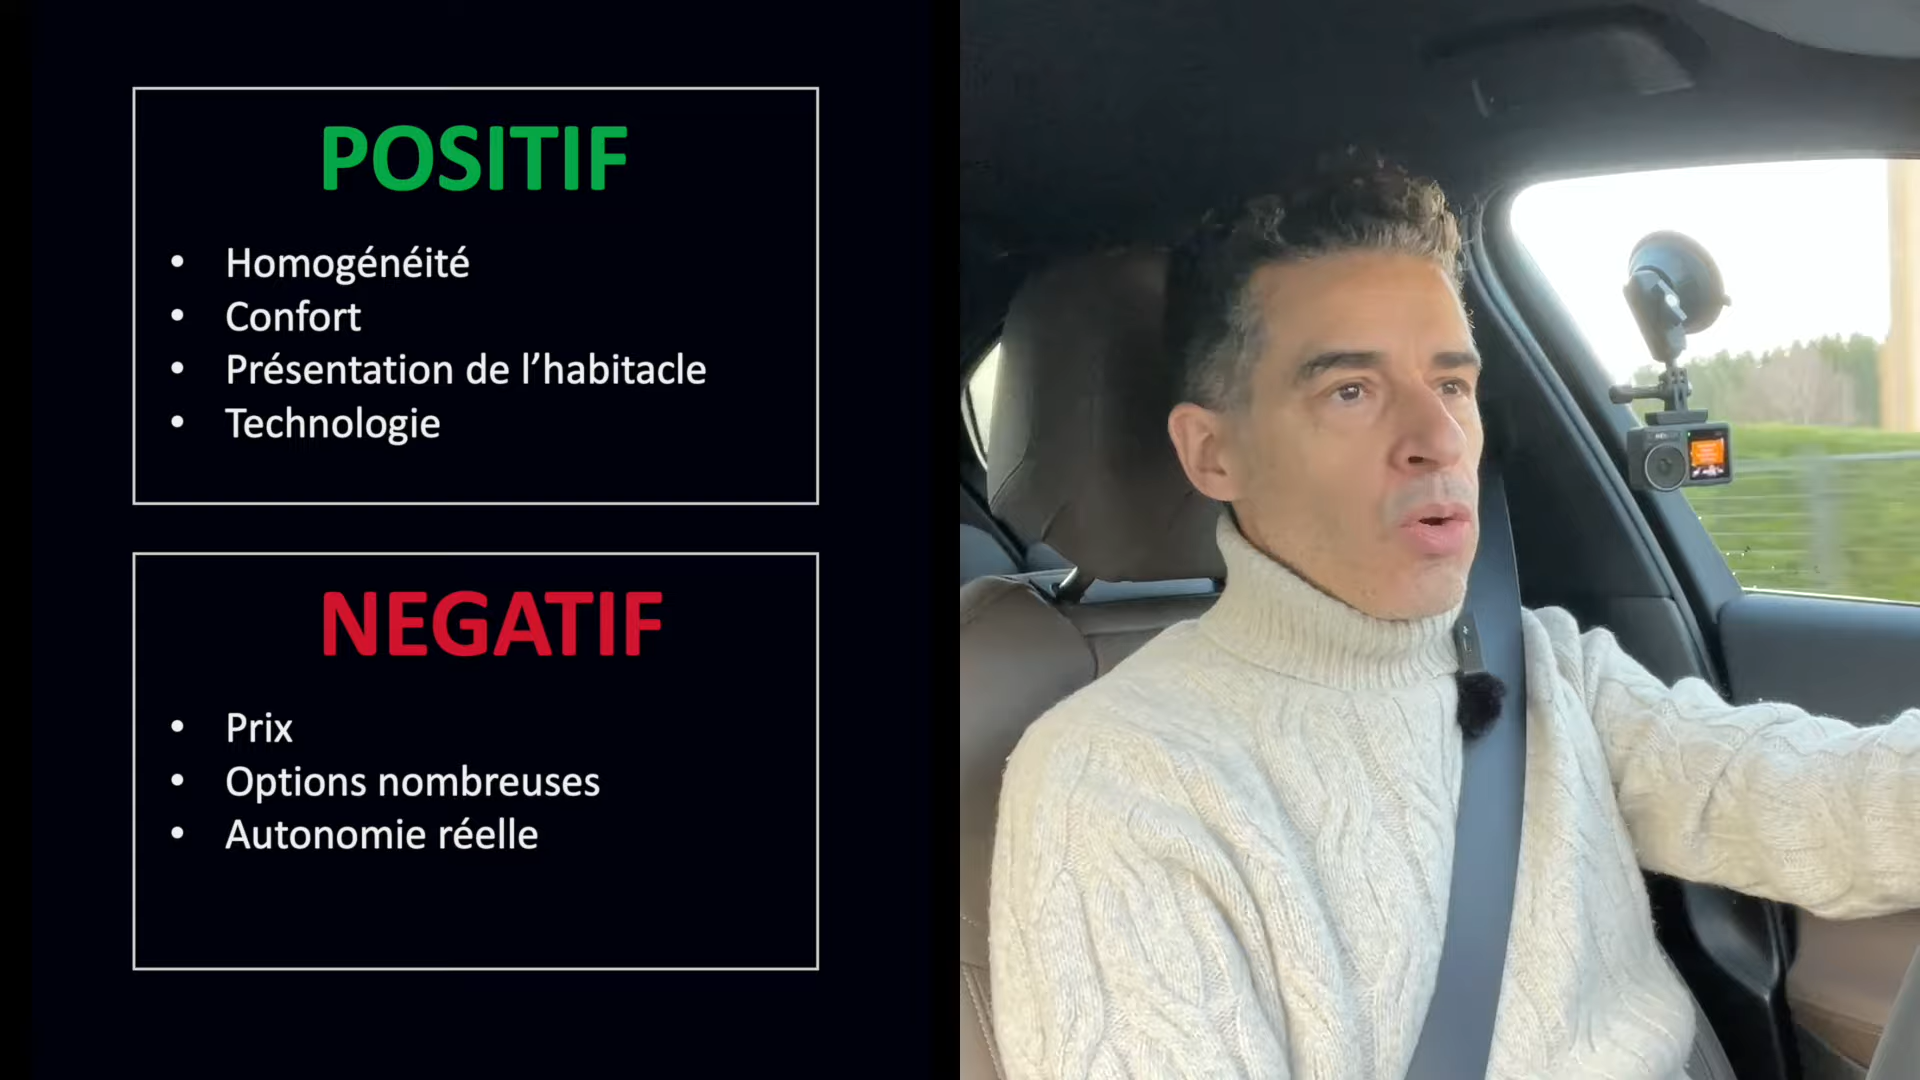 POSITIF
• Homogénéité
• Confort
• Présentation de l’habitacle
• Technologie
NEGATIF
• Prix
• Options nombreuses
• Autonomie réelle